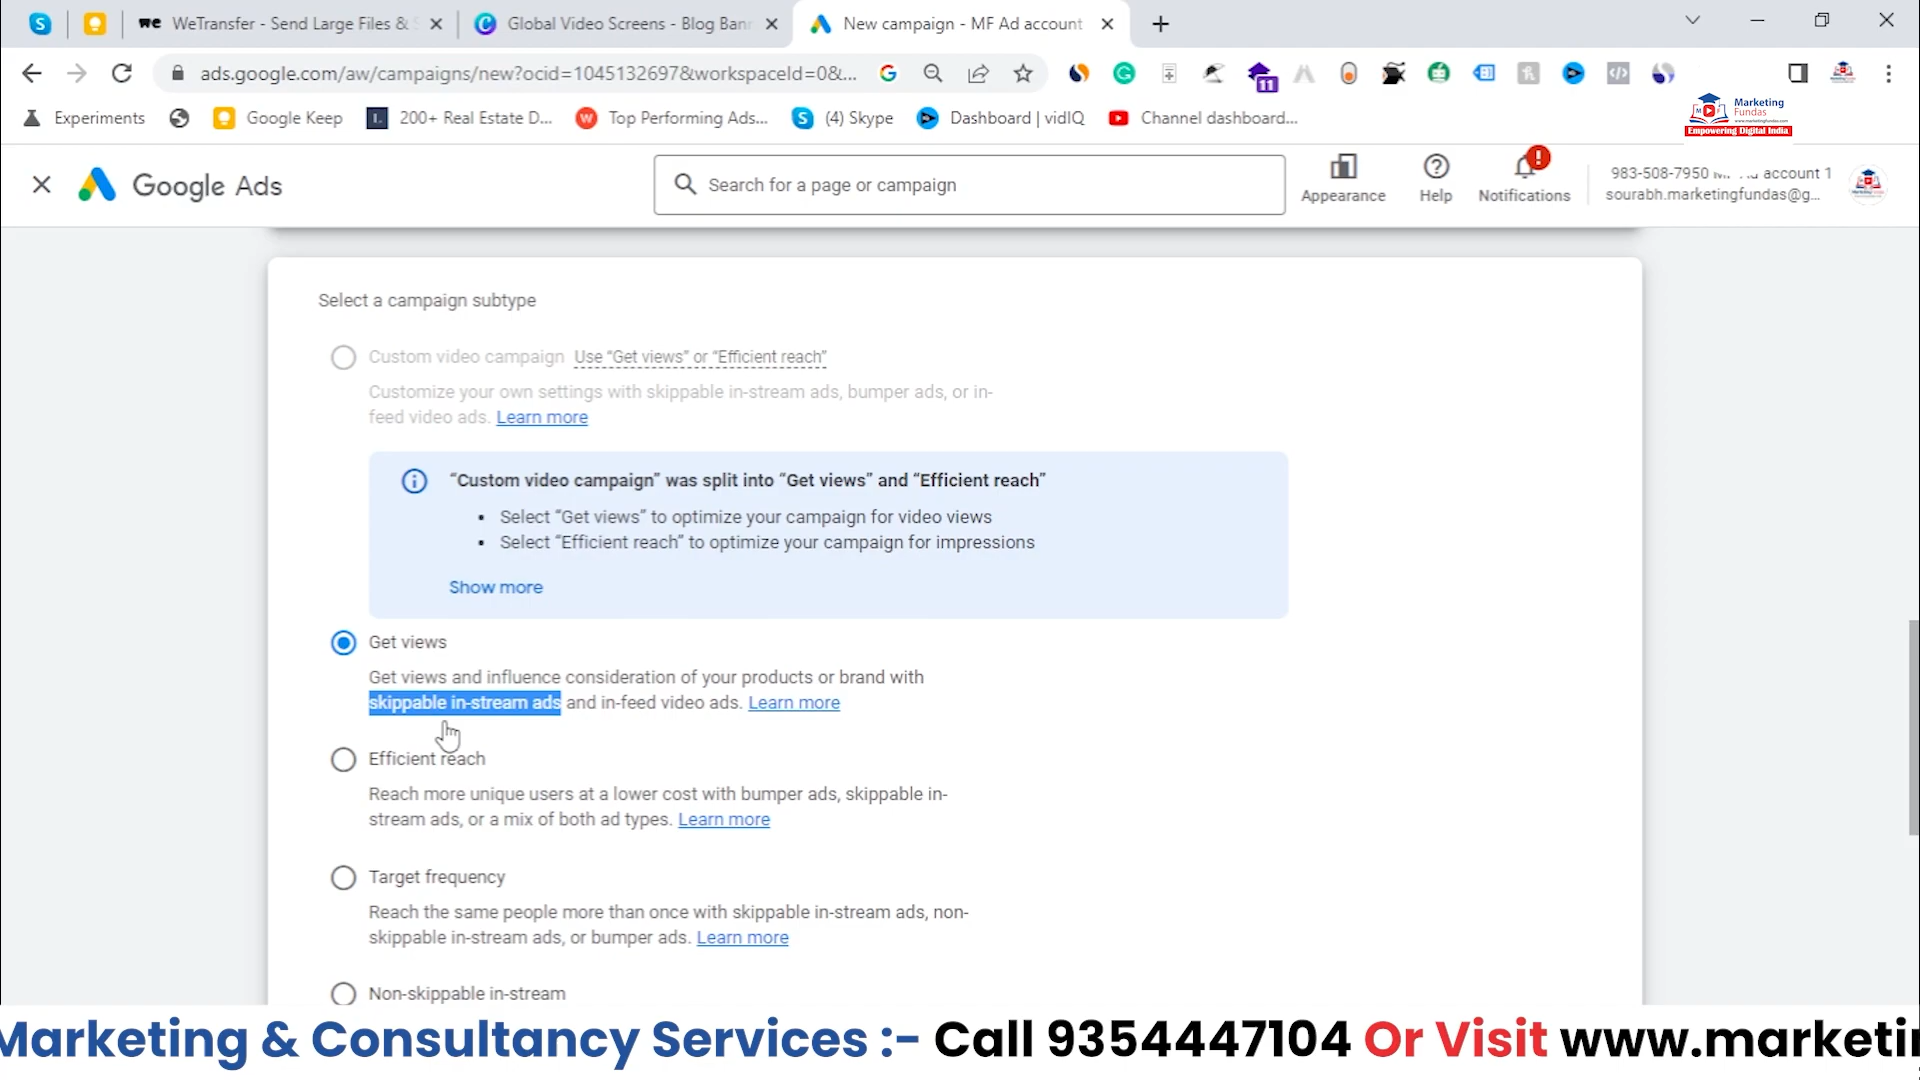 WeTransfer - Send Large Files &
Global Video Screens - Blog Bann
New campaign - MF Ad account
ads.google.com/aw/campaigns/new?ocid=1045132697&workspaceId=0&...
11
Experiments
Google Keep
200+ Real Estate D...
Top Performing Ads...
(4) Skype
Dashboard | vidIQ
Channel dashboard...
Marketing
Fundas
www.marketingfundas.com
Empowering Digital India
Google Ads
Search for a page or campaign
Appearance
Help
Notifications
983-508-7950 account 1
sourabh.marketingfundas@g...
Select a campaign subtype
Custom video campaign Use “Get views” or “Efficient reach”
Customize your own settings with skippable in-stream ads, bumper ads, or in-
feed video ads. Learn more
“Custom video campaign” was split into “Get views” and “Efficient reach”
• Select “Get views” to optimize your campaign for video views
• Select “Efficient reach” to optimize your campaign for impressions
Show more
Get views
Get views and influence consideration of your products or brand with
skippable in-stream ads and in-feed video ads. Learn more
Efficient reach
Reach more unique users at a lower cost with bumper ads, skippable in-
stream ads, or a mix of both ad types. Learn more
Target frequency
Reach the same people more than once with skippable in-stream ads, non-
skippable in-stream ads, or bumper ads. Learn more
Non-skippable in-stream
Marketing & Consultancy Services :- Call 9354447104 Or Visit www.marketin